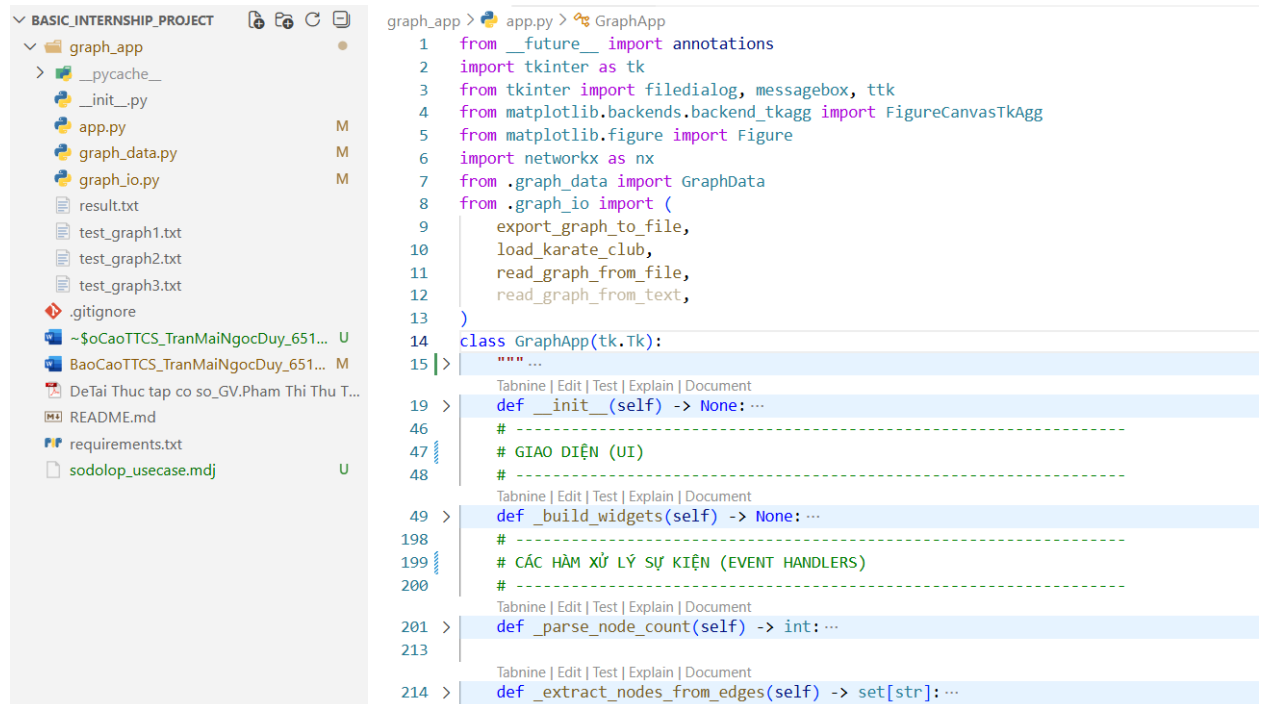 BASIC_INTERNSHIP_PROJECT
graph_app
__pycache__
__init__.py
app.py M
graph_data.py M
graph_io.py M
result.txt
test_graph1.txt
test_graph2.txt
test_graph3.txt
.gitignore
~$oCaoTTCS_TranMaiNgocDuy_651... U
BaoCaoTTCS_TranMaiNgocDuy_651... M
DeTai Thuc tap co so_GV.Pham Thi Thu T...
README.md
requirements.txt
sodolop_usecase.mdj U
graph_app > app.py > GraphApp
1 from __future__ import annotations
2 import tkinter as tk
3 from tkinter import filedialog, messagebox, ttk
4 from matplotlib.backends.backend_tkagg import FigureCanvasTkAgg
5 from matplotlib.figure import Figure
6 import networkx as nx
7 from .graph_data import GraphData
8 from .graph_io import (
9 export_graph_to_file,
10 load_karate_club,
11 read_graph_from_file,
12 read_graph_from_text,
13 )
14 class GraphApp(tk.Tk):
15 """ ...
Tabnine | Edit | Test | Explain | Document
19 def __init__(self) -> None: ...
46 # ------------------------------------------------------------------
47 # GIAO DIỆN (UI)
48 # ------------------------------------------------------------------
Tabnine | Edit | Test | Explain | Document
49 def _build_widgets(self) -> None: ...
198 # ------------------------------------------------------------------
199 # CÁC HÀM XỬ LÝ SỰ KIỆN (EVENT HANDLERS)
200 # ------------------------------------------------------------------
Tabnine | Edit | Test | Explain | Document
201 def _parse_node_count(self) -> int: ...
213
Tabnine | Edit | Test | Explain | Document
214 def _extract_nodes_from_edges(self) -> set[str]: ...